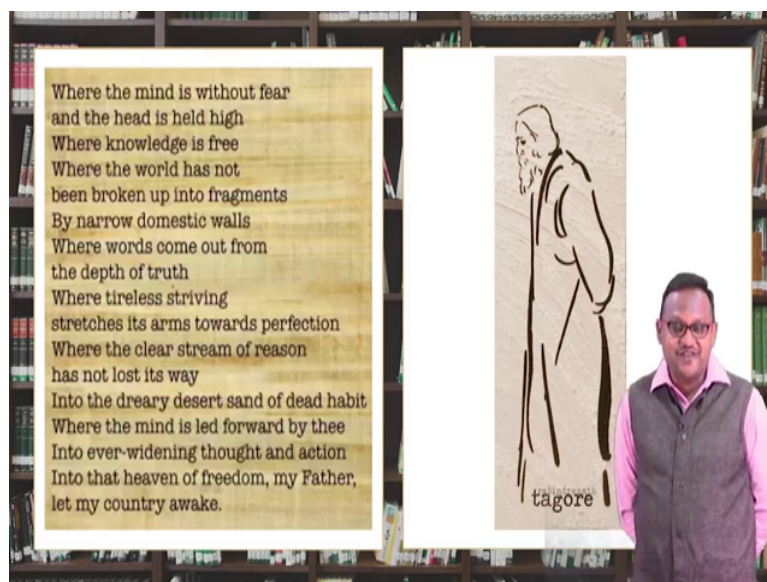 Where the mind is without fear
and the head is held high
Where knowledge is free
Where the world has not
been broken up into fragments
By narrow domestic walls
Where words come out from
the depth of truth
Where tireless striving
stretches its arms towards perfection
Where the clear stream of reason
has not lost its way
Into the dreary desert sand of dead habit
Where the mind is led forward by thee
Into ever-widening thought and action
Into that heaven of freedom, my Father,
let my country awake.
rabindranath
tagore